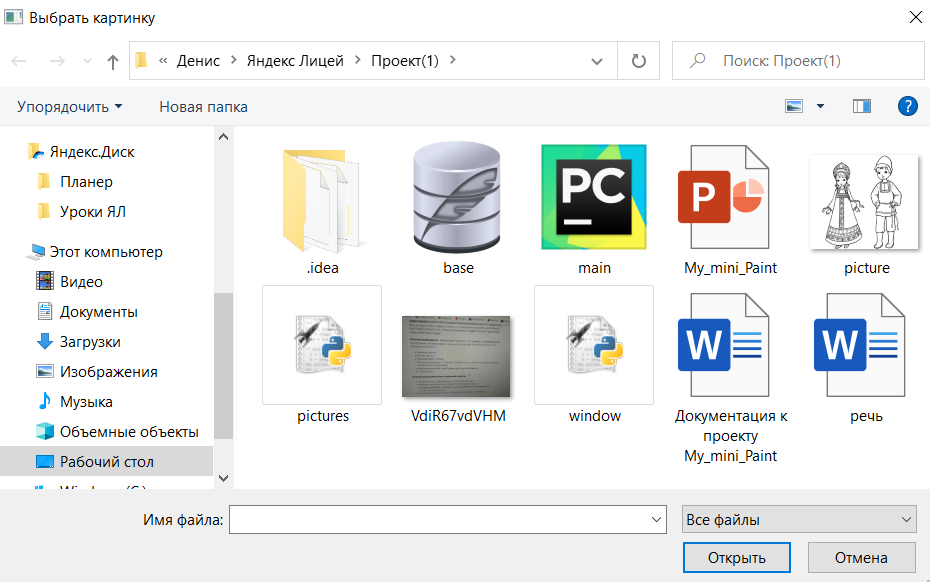 Выбрать картинку
« Денис > Яндекс Лицей > Проект(1) >
Поиск: Проект(1)
Упорядочить
Новая папка
?
Яндекс.Диск
Планер
Уроки ЯЛ
Этот компьютер
Видео
Документы
Загрузки
Изображения
Музыка
Объемные объекты
Рабочий стол
.idea
base
PC
main
P
My_mini_Paint
picture
pictures
VdiR67vdVHM
window
W
Документация к
проекту
My_mini_Paint
W
речь
Имя файла:
Все файлы
Открыть
Отмена